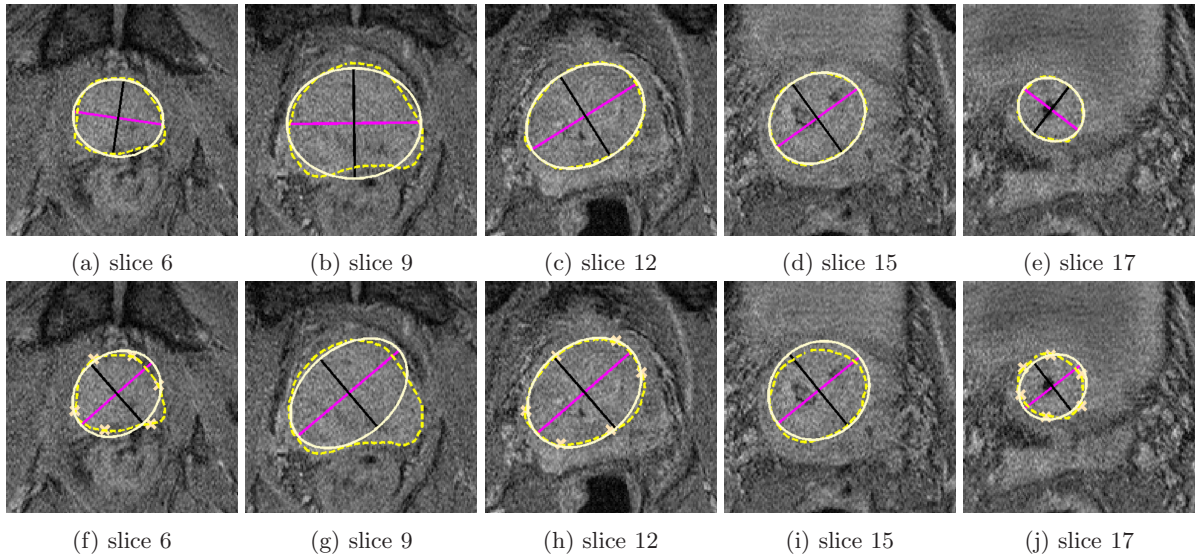 (a) slice 6
(b) slice 9
(c) slice 12
(d) slice 15
(e) slice 17
(f) slice 6
(g) slice 9
(h) slice 12
(i) slice 15
(j) slice 17